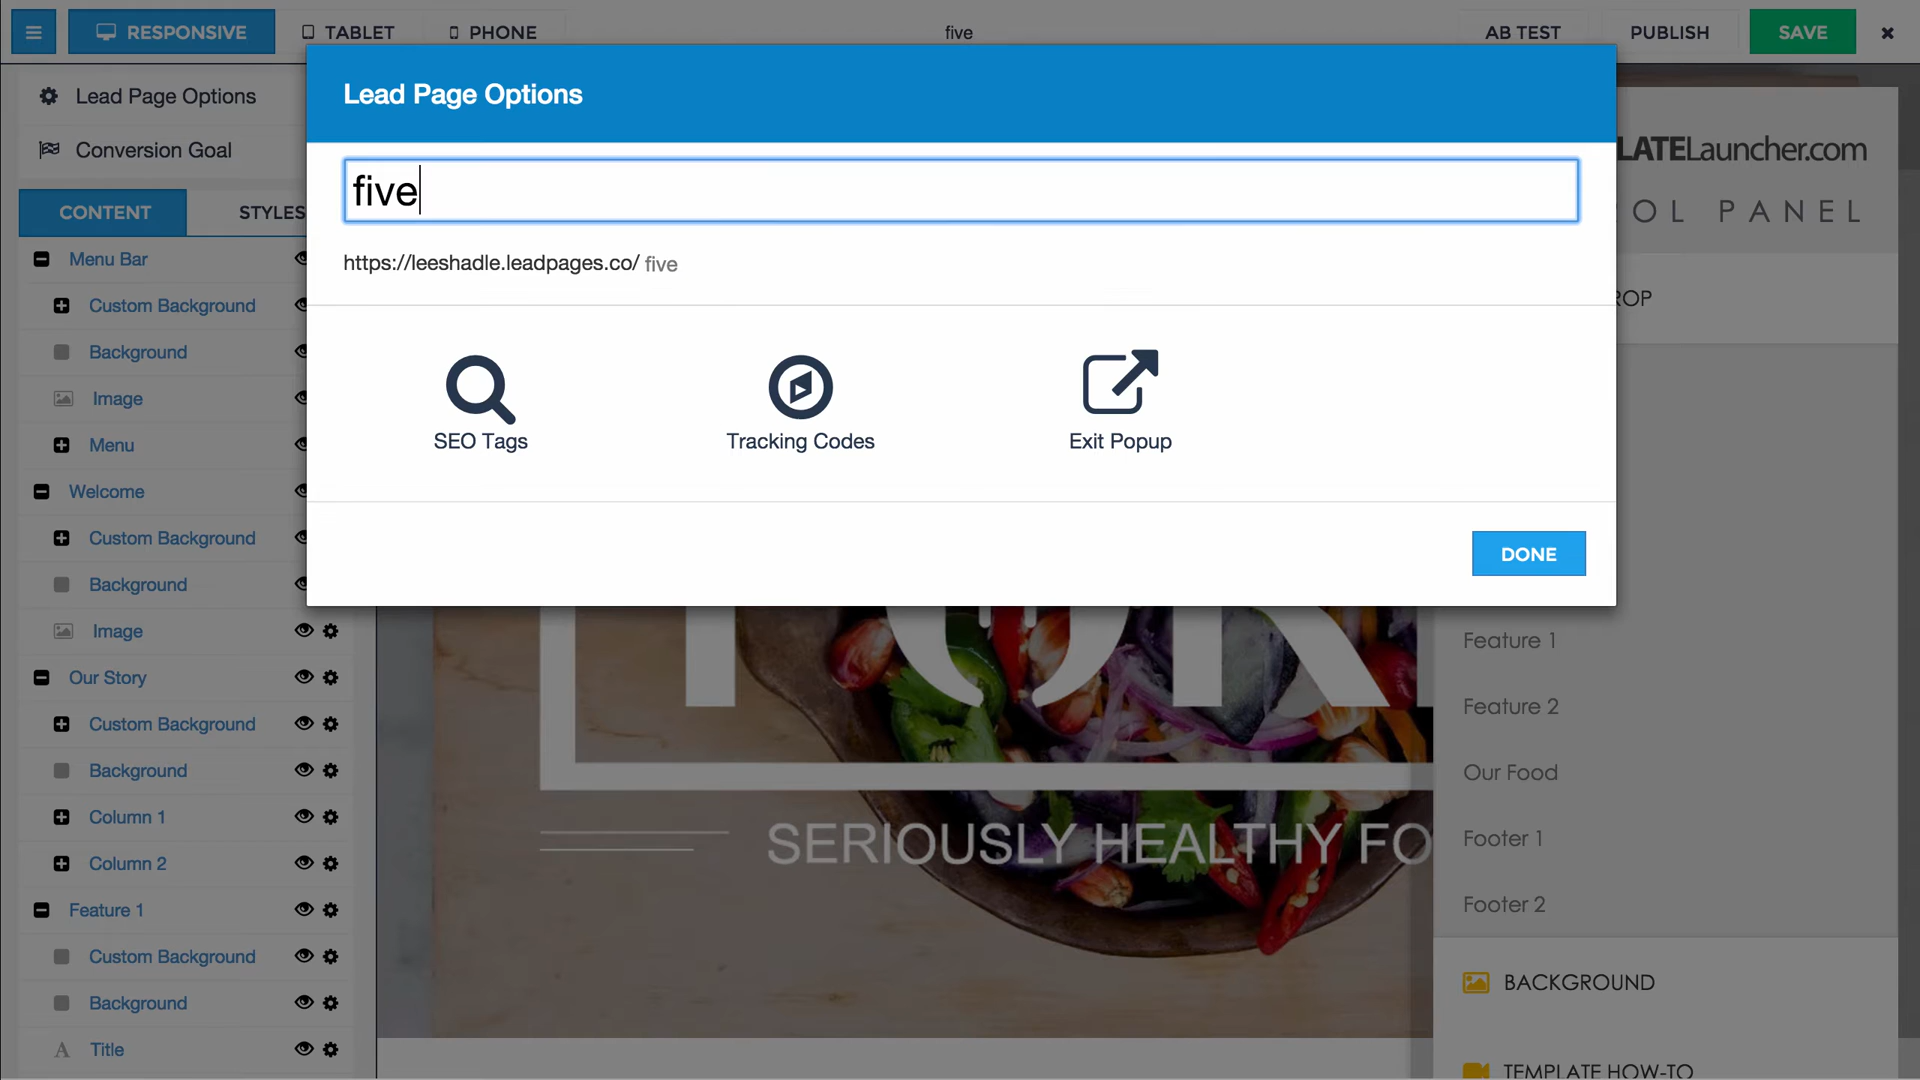 RESPONSIVE TABLET PHONE five AB TEST PUBLISH SAVE
Lead Page Options
Conversion Goal
CONTENT STYLES
Menu Bar
Custom Background
Background
Image
Menu
Welcome
Custom Background
Background
Image
Our Story
Custom Background
Background
Column 1
Column 2
Feature 1
Custom Background
Background
Title
Lead Page Options
five
https://leeshadle.leadpages.co/ five
SEO Tags Tracking Codes Exit Popup
DONE
SERIOUSLY HEALTHY FO
LATELauncher.com
OL PANEL
ROP
Feature 1
Feature 2
Our Food
Footer 1
Footer 2
BACKGROUND
TEMPLATE HOW-TO